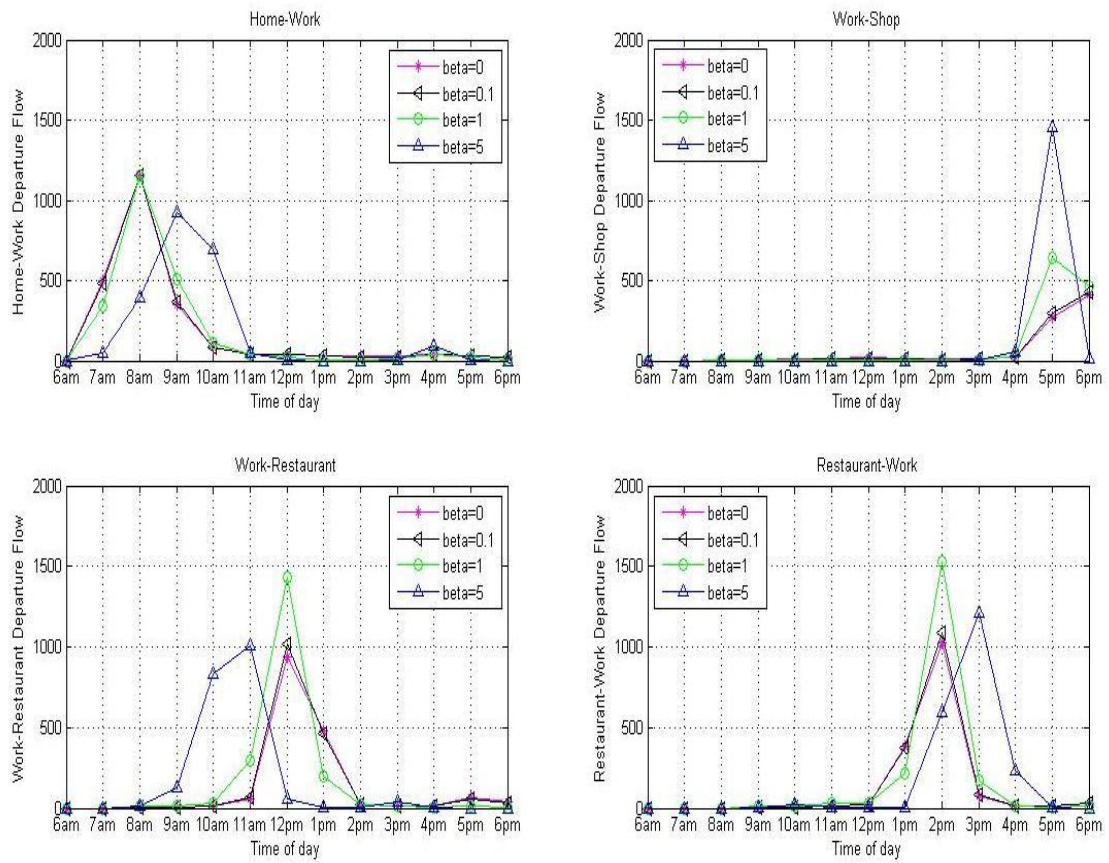 Home-Work
Home-Work Departure Flow
2000
1500
1000
500
0
beta=0
beta=0.1
beta=1
beta=5
6am 7am 8am 9am 10am 11am 12pm 1pm 2pm 3pm 4pm 5pm 6pm
Time of day
Work-Shop
Work-Shop Departure Flow
2000
1500
1000
500
0
beta=0
beta=0.1
beta=1
beta=5
6am 7am 8am 9am 10am 11am 12pm 1pm 2pm 3pm 4pm 5pm 6pm
Time of day
Work-Restaurant
Work-Restaurant Departure Flow
2000
1500
1000
500
0
beta=0
beta=0.1
beta=1
beta=5
6am 7am 8am 9am 10am 11am 12pm 1pm 2pm 3pm 4pm 5pm 6pm
Time of day
Restaurant-Work
Restaurant-Work Departure Flow
2000
1500
1000
500
0
beta=0
beta=0.1
beta=1
beta=5
6am 7am 8am 9am 10am 11am 12pm 1pm 2pm 3pm 4pm 5pm 6pm
Time of day